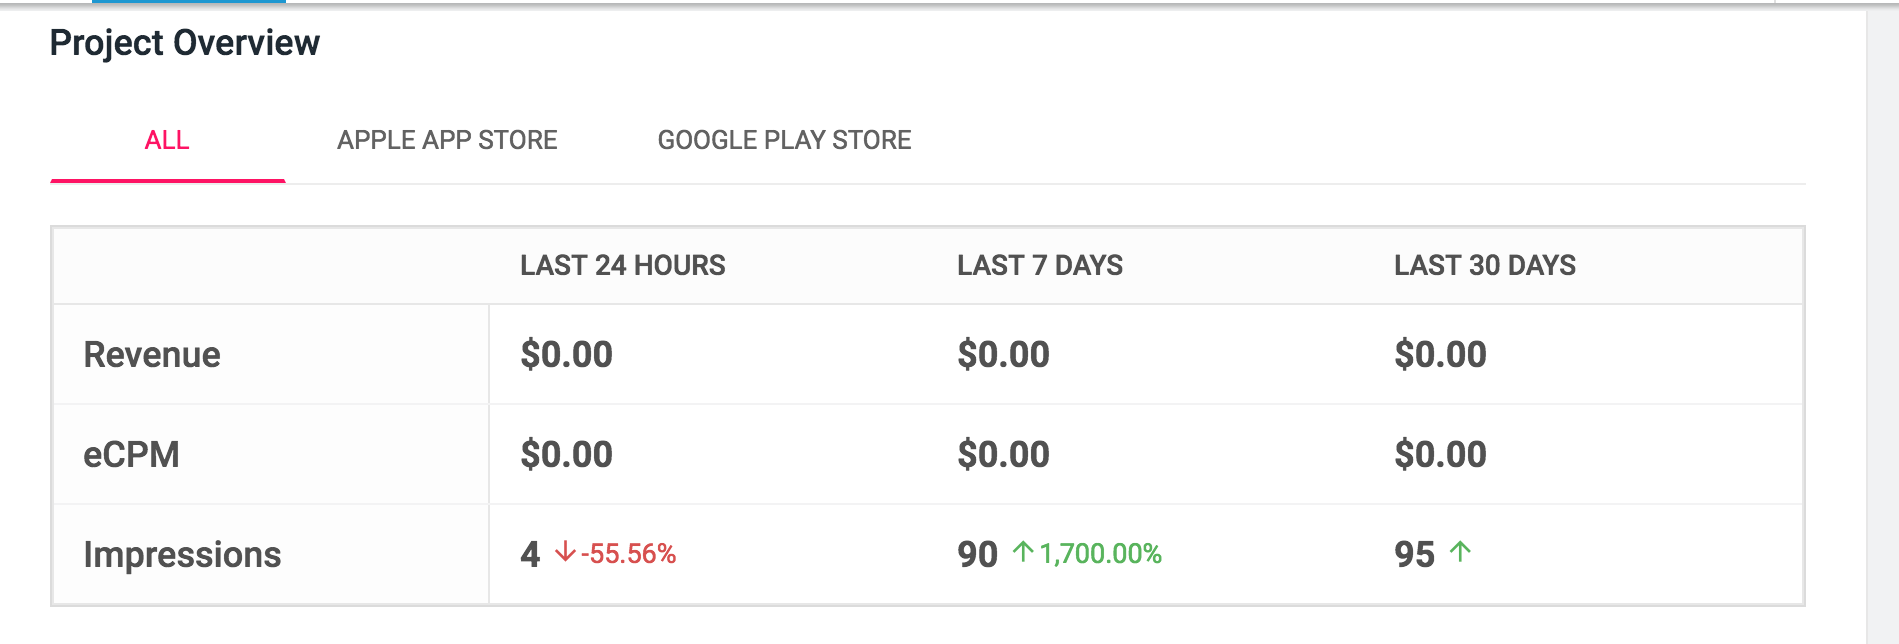 Project Overview
ALL APPLE APP STORE GOOGLE PLAY STORE
LAST 24 HOURS LAST 7 DAYS LAST 30 DAYS
Revenue $0.00 $0.00 $0.00
eCPM $0.00 $0.00 $0.00
Impressions 4 ↓-55.56% 90 ↑1,700.00% 95 ↑